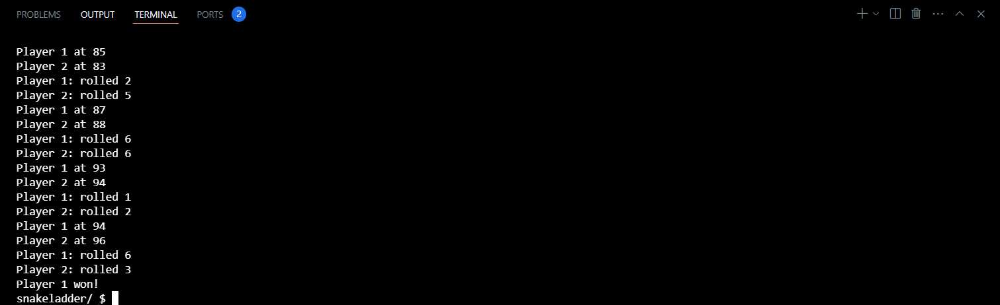 PROBLEMS OUTPUT TERMINAL PORTS 2
Player 1 at 85
Player 2 at 83
Player 1: rolled 2
Player 2: rolled 5
Player 1 at 87
Player 2 at 88
Player 1: rolled 6
Player 2: rolled 6
Player 1 at 93
Player 2 at 94
Player 1: rolled 1
Player 2: rolled 2
Player 1 at 94
Player 2 at 96
Player 1: rolled 6
Player 2: rolled 3
Player 1 won!
snakeladder/ $